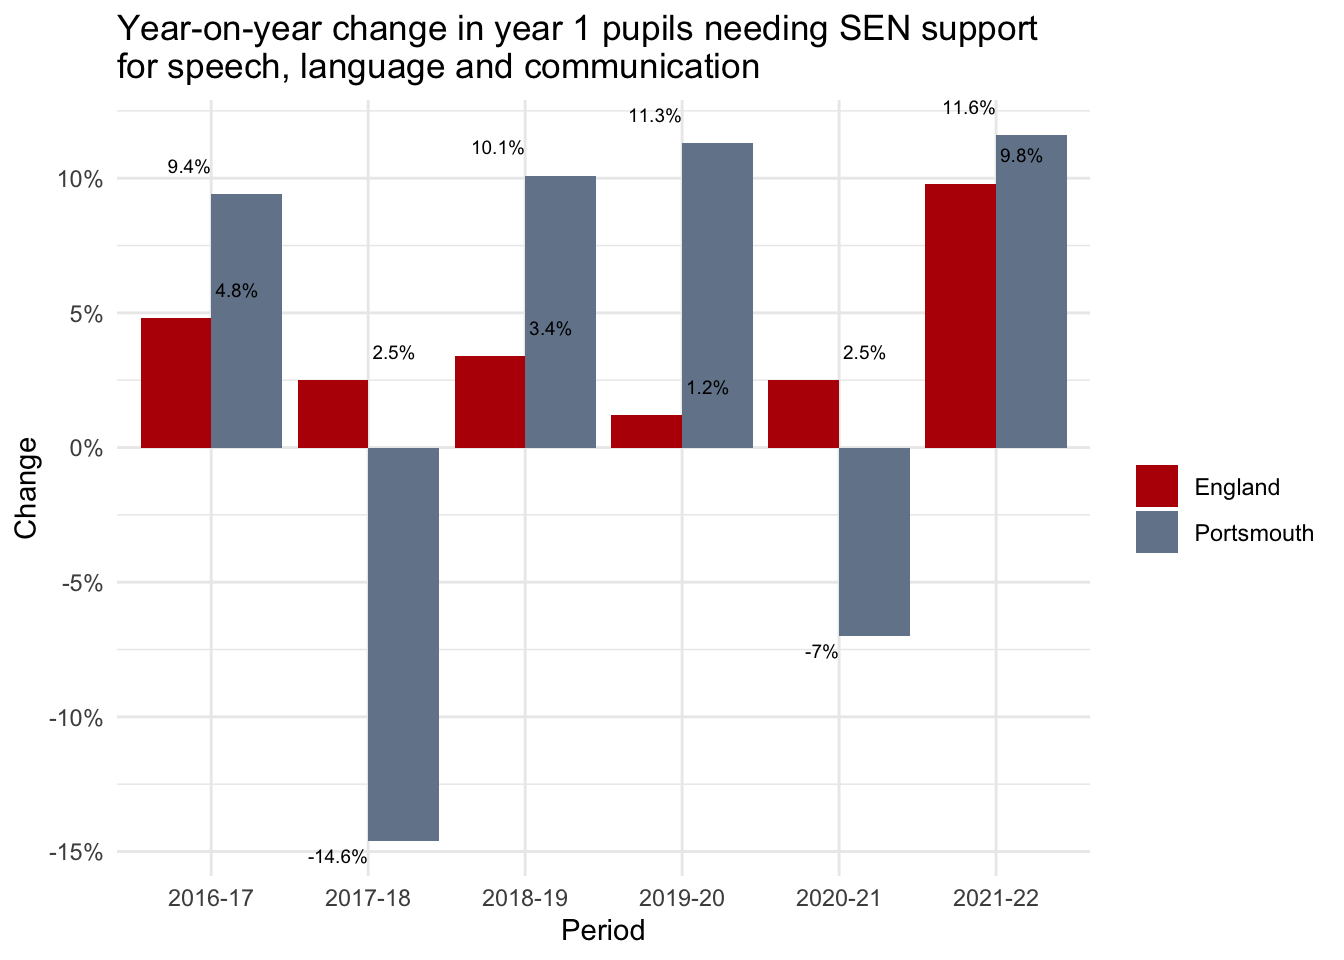 Year-on-year change in year 1 pupils needing SEN support
for speech, language and communication
11.6%
11.3%
10.1%
9.8%
9.4%
10%
4.8%
5%
3.4%
2.5%
2.5%
1.2%
0%
Change
England
Portsmouth
-5%
-7%
-10%
-15%
-14.6%
2016-17 2017-18 2018-19 2019-20 2020-21 2021-22
Period